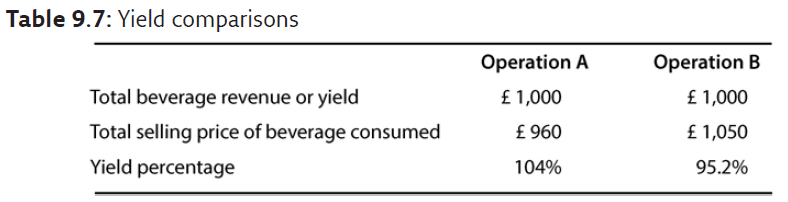 Table 9.7: Yield comparisons
Operation A Operation B
Total beverage revenue or yield £ 1,000 £ 1,000
Total selling price of beverage consumed £ 960 £ 1,050
Yield percentage 104% 95.2%